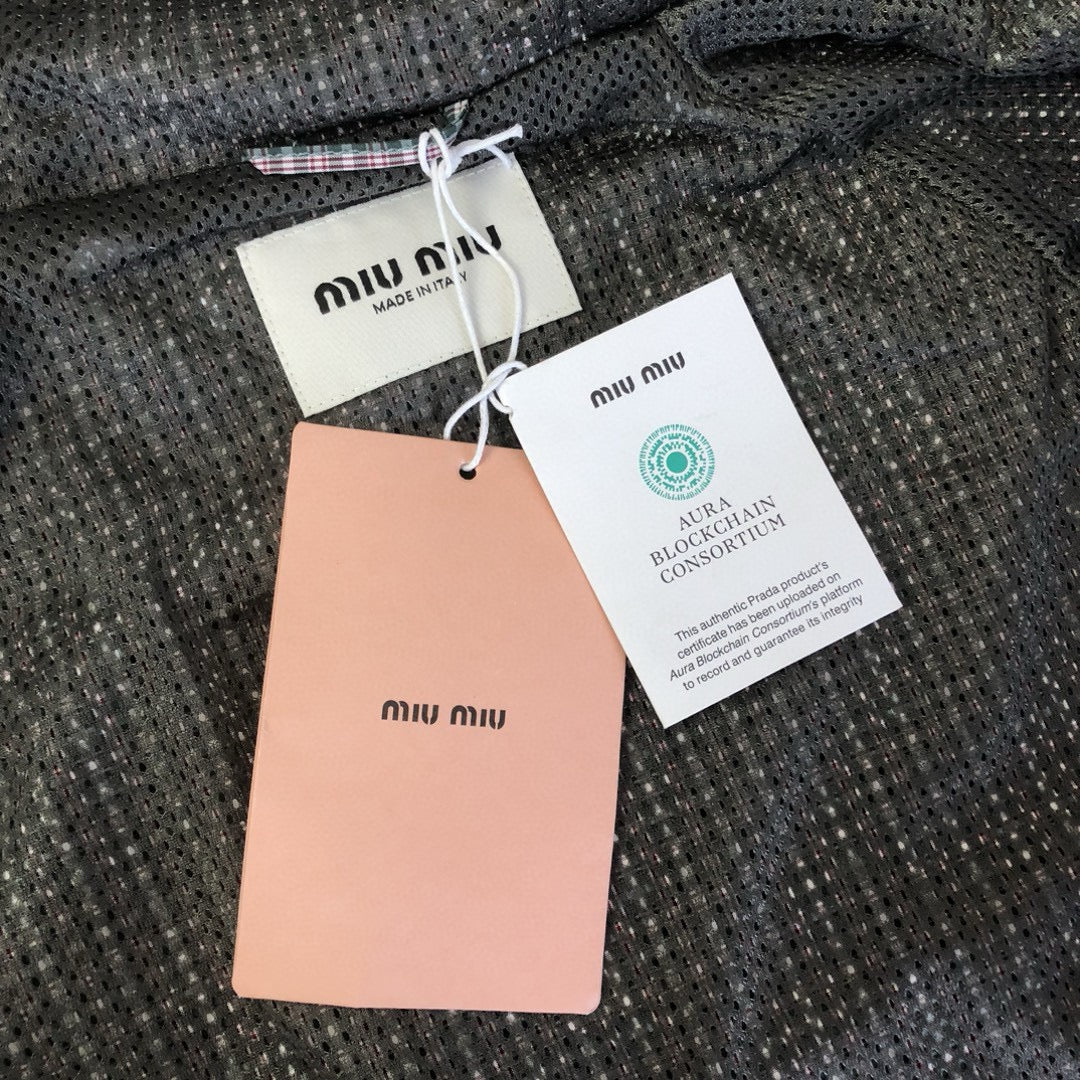 MIU MIU
MADE IN ITALY
MIU MIU
AURA
BLOCKCHAIN
CONSORTIUM
This authentic Prada product's
certificate has been uploaded on
Aura Blockchain Consortium's platform
to record and guarantee its integrity
MIU MIU